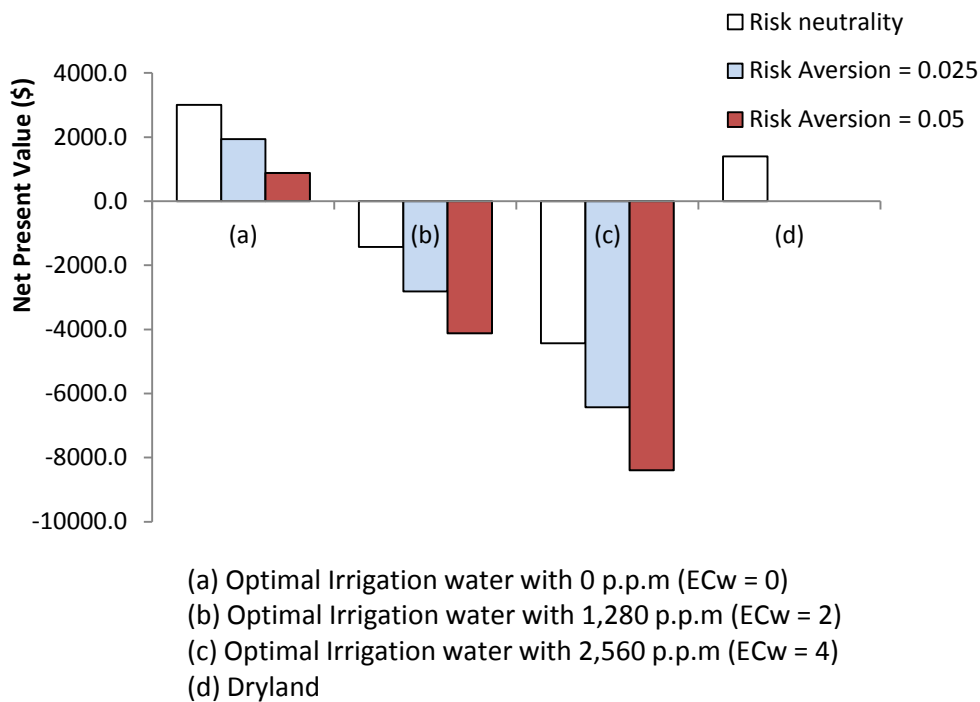 Risk neutrality
Risk Aversion = 0.025
Risk Aversion = 0.05
Net Present Value ($)
4000.0
2000.0
0.0
-2000.0
-4000.0
-6000.0
-8000.0
-10000.0
(a)
(b)
(c)
(d)
(a) Optimal Irrigation water with 0 p.p.m (ECw = 0)
(b) Optimal Irrigation water with 1,280 p.p.m (ECw = 2)
(c) Optimal Irrigation water with 2,560 p.p.m (ECw = 4)
(d) Dryland